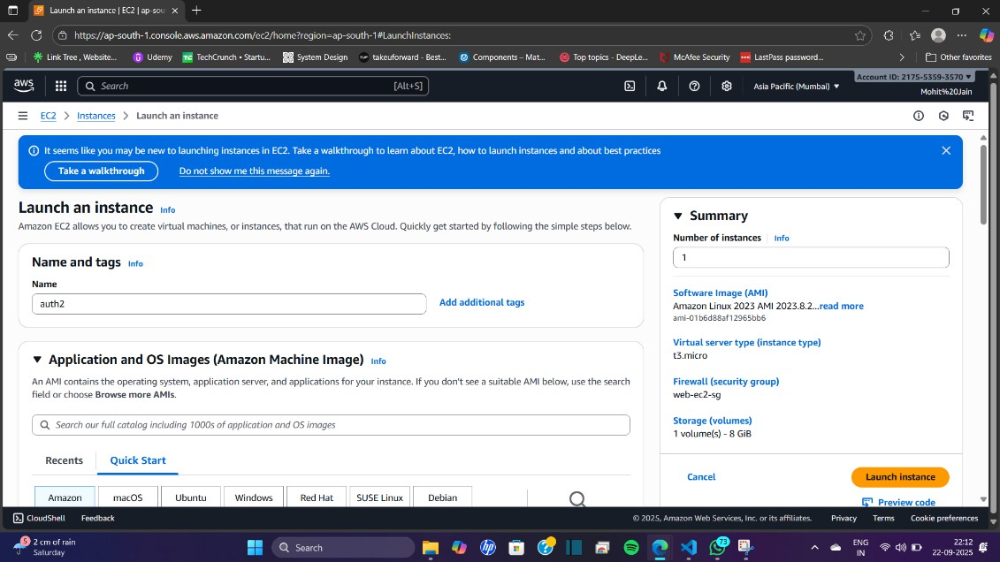 Launch an instance | EC2 | ap-sou
https://ap-south-1.console.aws.amazon.com/ec2/home?region=ap-south-1#LaunchInstances:
Link Tree , Website... Udemy TechCrunch • Startu... System Design takeuforward - Best... Components – Mat... Top topics - DeepLe... McAfee Security LastPass password... Other favorites
aws Search [Alt+S] Asia Pacific (Mumbai) Account ID: 2175-5359-3570
Mohit%20Jain
EC2 Instances Launch an instance
It seems like you may be new to launching instances in EC2. Take a walkthrough to learn about EC2, how to launch instances and about best practices
Take a walkthrough Do not show me this message again.
Launch an instance Info
Amazon EC2 allows you to create virtual machines, or instances, that run on the AWS Cloud. Quickly get started by following the simple steps below.
Name and tags Info
Name
auth2 Add additional tags
Application and OS Images (Amazon Machine Image) Info
An AMI contains the operating system, application server, and applications for your instance. If you don't see a suitable AMI below, use the search
field or choose Browse more AMIs.
Search our full catalog including 1000s of application and OS images
Recents Quick Start
Amazon macOS Ubuntu Windows Red Hat SUSE Linux Debian
Summary
Number of instances Info
1
Software Image (AMI)
Amazon Linux 2023 AMI 2023.8.2...read more
ami-01b6d88af12965bb6
Virtual server type (instance type)
t3.micro
Firewall (security group)
web-ec2-sg
Storage (volumes)
1 volume(s) - 8 GiB
Cancel Launch instance
Preview code
CloudShell Feedback © 2025, Amazon Web Services, Inc. or its affiliates. Privacy Terms Cookie preferences
5 2 cm of rain
Saturday
Search
73
ENG
IN
22:12
22-09-2025